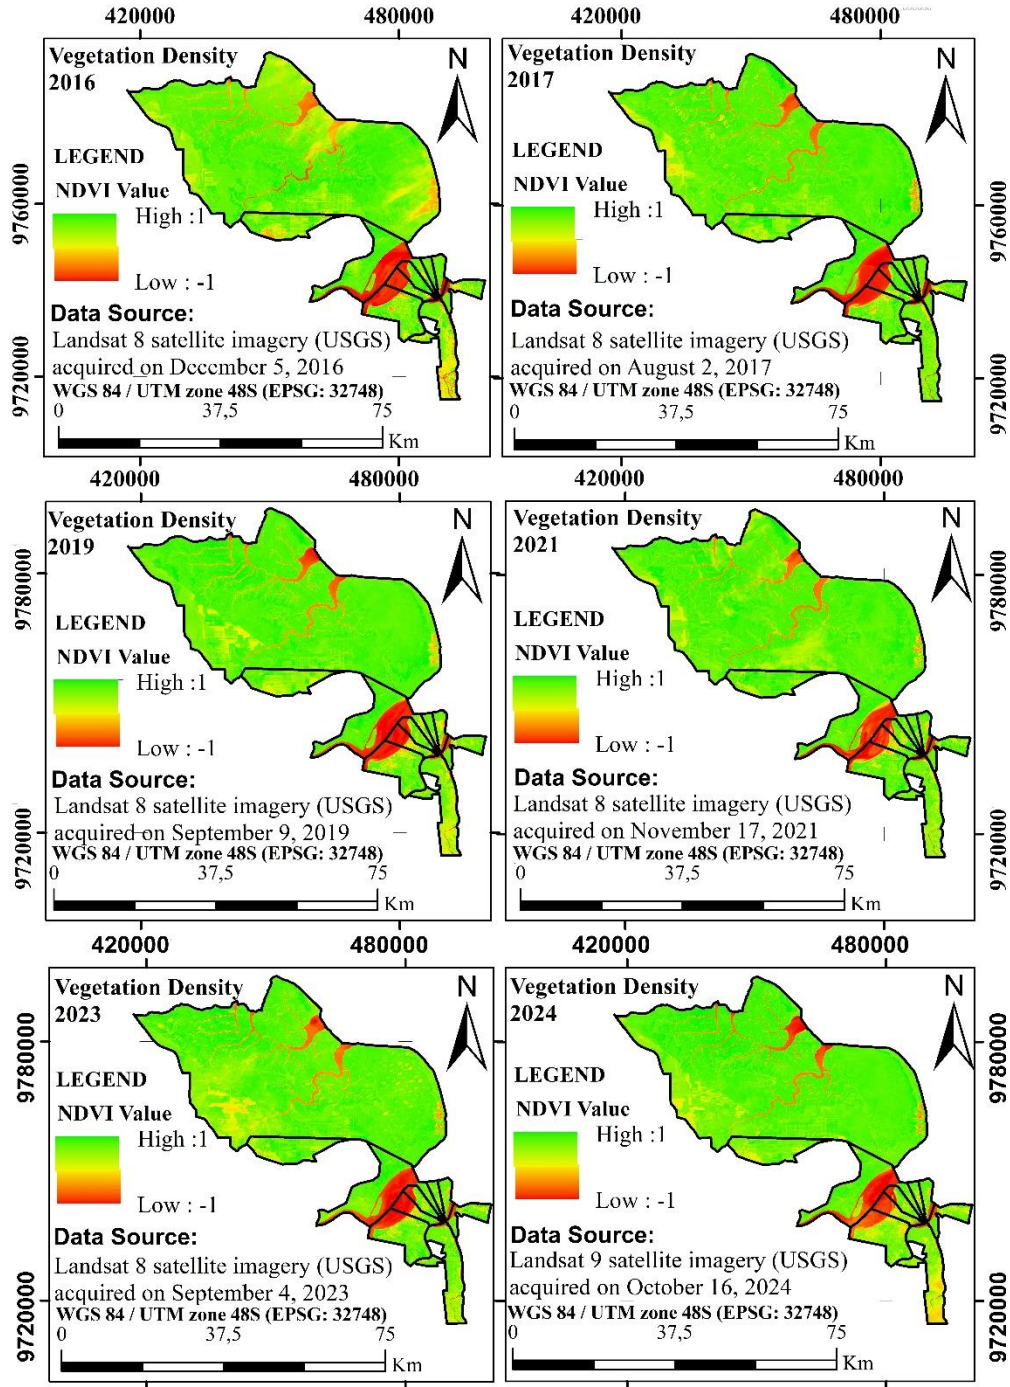 420000 480000 420000 480000
Vegetation Density
2016
N
LEGEND
NDVI Value
High :1
Low : -1
Data Source:
Landsat 8 satellite imagery (USGS)
acquired on December 5, 2016
WGS 84 / UTM zone 48S (EPSG: 32748)
0 37,5 75
Km
9760000
9720000
Vegetation Density
2017
N
LEGEND
NDVI Value
High :1
Low : -1
Data Source:
Landsat 8 satellite imagery (USGS)
acquired on August 2, 2017
WGS 84 / UTM zone 48S (EPSG: 32748)
0 37,5 75
Km
9760000
9720000
420000 480000 420000 480000
Vegetation Density
2019
N
LEGEND
NDVI Value
High :1
Low : -1
Data Source:
Landsat 8 satellite imagery (USGS)
acquired on September 9, 2019
WGS 84 / UTM zone 48S (EPSG: 32748)
0 37,5 75
Km
9780000
9720000
Vegetation Density
2021
N
LEGEND
NDVI Value
High :1
Low : -1
Data Source:
Landsat 8 satellite imagery (USGS)
acquired on November 17, 2021
WGS 84 / UTM zone 48S (EPSG: 32748)
0 37,5 75
Km
9780000
9720000
420000 480000 420000 480000
Vegetation Density
2023
N
LEGEND
NDVI Value
High :1
Low : -1
Data Source:
Landsat 8 satellite imagery (USGS)
acquired on September 4, 2023
WGS 84 / UTM zone 48S (EPSG: 32748)
0 37,5 75
Km
9780000
9720000
Vegetation Density
2024
N
LEGEND
NDVI Value
High :1
Low : -1
Data Source:
Landsat 9 satellite imagery (USGS)
acquired on October 16, 2024
WGS 84 / UTM zone 48S (EPSG: 32748)
0 37,5 75
Km
9780000
9720000